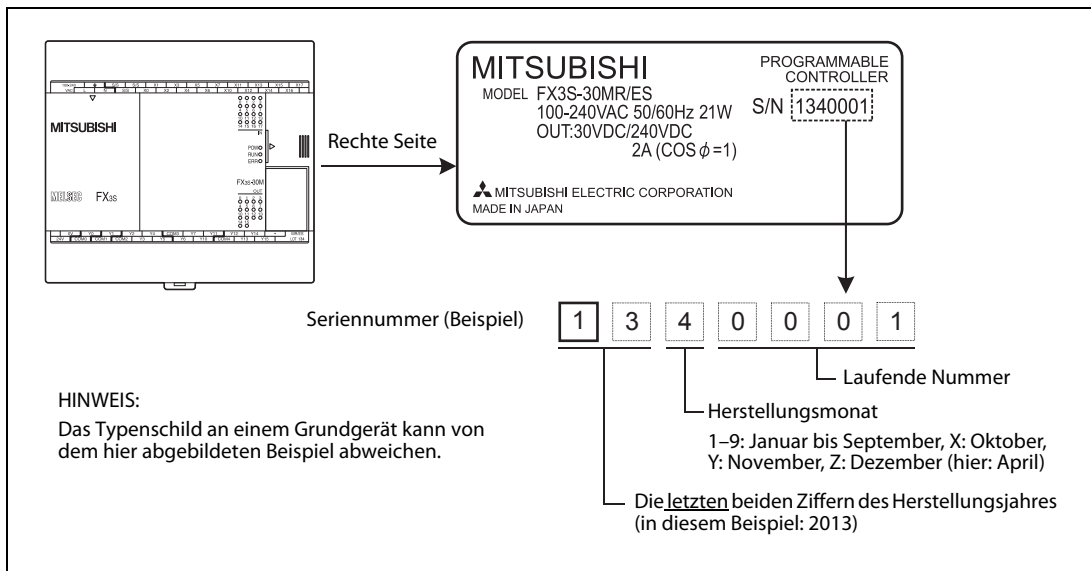 MITSUBISHI
IN
POW
RUN
ERR
FX3S-30M
OUT
MELSEC FX3S
Rechte Seite
MITSUBISHI
PROGRAMMABLE
CONTROLLER
MODEL FX3S-30MR/ES
100-240VAC 50/60Hz 21W
OUT:30VDC/240VDC
2A (COS ϕ =1)
S/N 1340001
MITSUBISHI ELECTRIC CORPORATION
MADE IN JAPAN
Seriennummer (Beispiel) 1 3 4 0 0 0 1
Laufende Nummer
Herstellungsmonat
1–9: Januar bis September, X: Oktober,
Y: November, Z: Dezember (hier: April)
Die letzten beiden Ziffern des Herstellungsjahres
(in diesem Beispiel: 2013)
HINWEIS:
Das Typenschild an einem Grundgerät kann von
dem hier abgebildeten Beispiel abweichen.